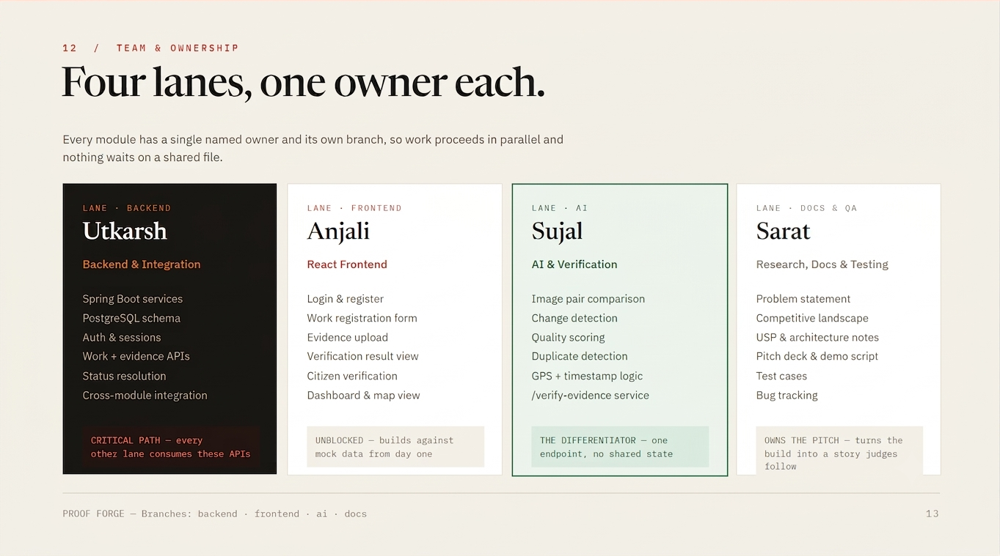 12 / TEAM & OWNERSHIP
Four lanes, one owner each.
Every module has a single named owner and its own branch, so work proceeds in parallel and
nothing waits on a shared file.
LANE · BACKEND
Utkarsh
Backend & Integration
Spring Boot services
PostgreSQL schema
Auth & sessions
Work + evidence APIs
Status resolution
Cross-module integration
CRITICAL PATH — every
other lane consumes these APIs
LANE · FRONTEND
Anjali
React Frontend
Login & register
Work registration form
Evidence upload
Verification result view
Citizen verification
Dashboard & map view
UNBLOCKED — builds against
mock data from day one
LANE · AI
Sujal
AI & Verification
Image pair comparison
Change detection
Quality scoring
Duplicate detection
GPS + timestamp logic
/verify-evidence service
THE DIFFERENTIATOR — one
endpoint, no shared state
LANE · DOCS & QA
Sarat
Research, Docs & Testing
Problem statement
Competitive landscape
USP & architecture notes
Pitch deck & demo script
Test cases
Bug tracking
OWNS THE PITCH — turns the
build into a story judges
follow
PROOF FORGE — Branches: backend · frontend · ai · docs
13